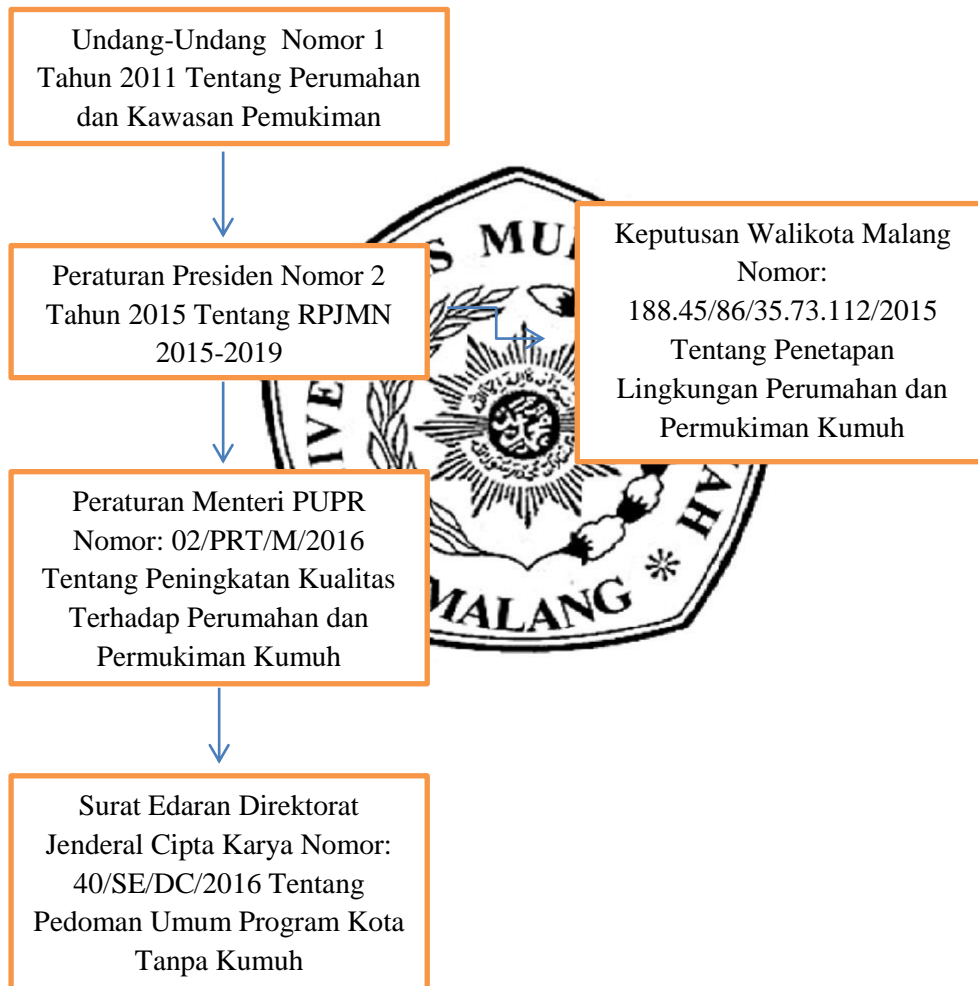 Undang-Undang Nomor 1
Tahun 2011 Tentang Perumahan
dan Kawasan Pemukiman
Peraturan Presiden Nomor 2
Tahun 2015 Tentang RPJMN
2015-2019
Keputusan Walikota Malang
Nomor:
188.45/86/35.73.112/2015
Tentang Penetapan
Lingkungan Perumahan dan
Permukiman Kumuh
Peraturan Menteri PUPR
Nomor: 02/PRT/M/2016
Tentang Peningkatan Kualitas
Terhadap Perumahan dan
Permukiman Kumuh
Surat Edaran Direktorat
Jenderal Cipta Karya Nomor:
40/SE/DC/2016 Tentang
Pedoman Umum Program Kota
Tanpa Kumuh
MALANG